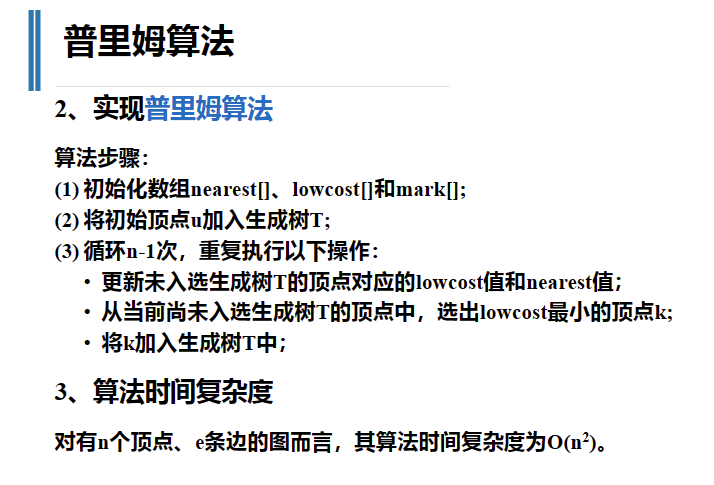 普里姆算法
2、实现普里姆算法
算法步骤：
(1) 初始化数组nearest[]、lowcost[]和mark[];
(2) 将初始顶点u加入生成树T;
(3) 循环n-1次，重复执行以下操作：
• 更新未入选生成树T的顶点对应的lowcost值和nearest值；
• 从当前尚未入选生成树T的顶点中，选出lowcost最小的顶点k;
• 将k加入生成树T中；
3、算法时间复杂度
对有n个顶点、e条边的图而言，其算法时间复杂度为O(n²)。